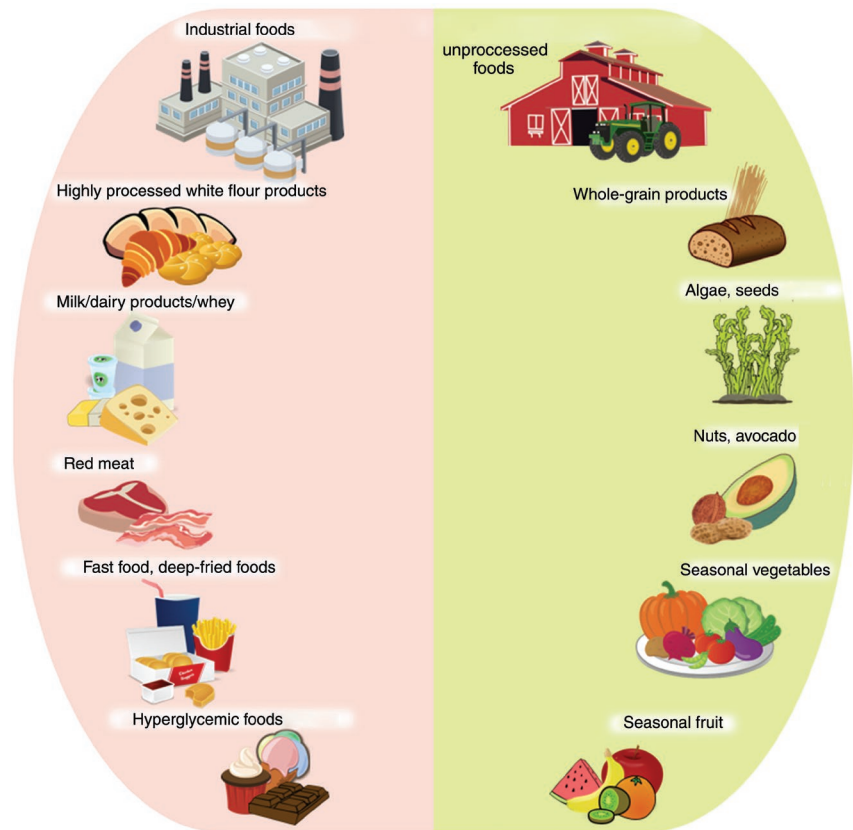 Industrial foods
unproccessed
foods
Highly processed white flour products
Whole-grain products
Milk/dairy products/whey
Algae, seeds
Nuts, avocado
Red meat
Fast food, deep-fried foods
Seasonal vegetables
Hyperglycemic foods
Seasonal fruit